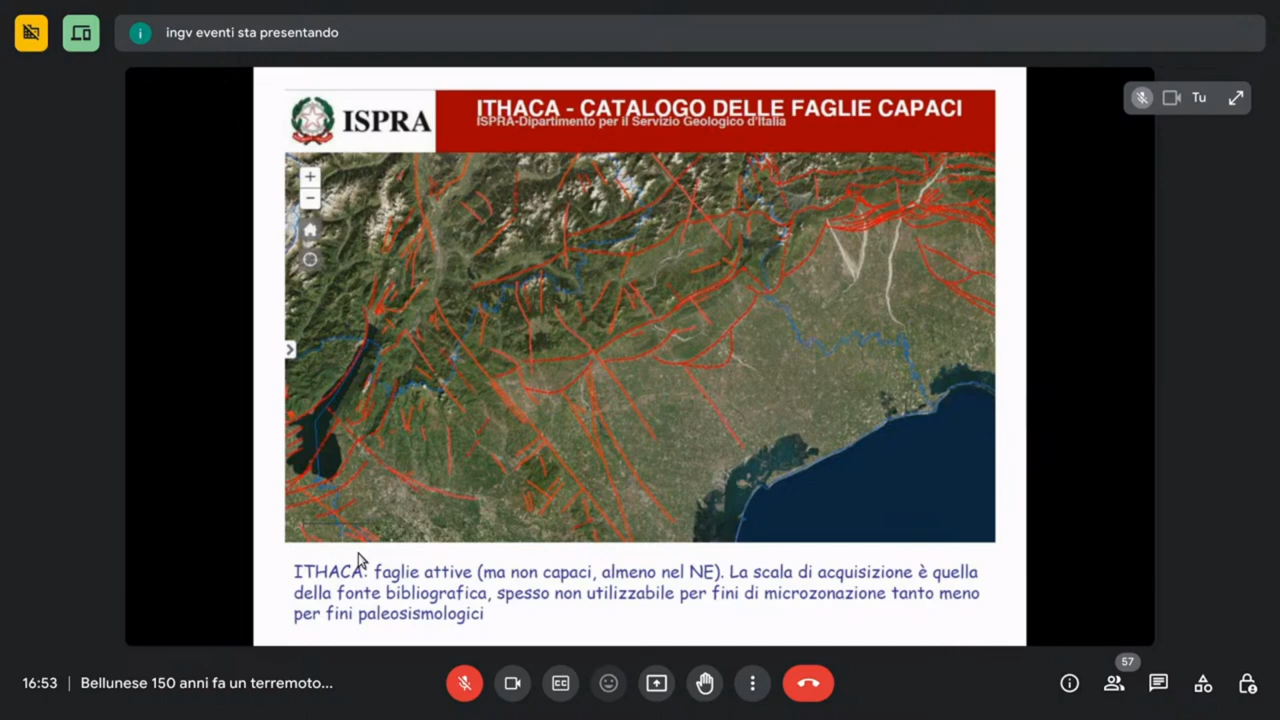 ingv eventi sta presentando
Tu
ISPRA
ITHACA - CATALOGO DELLE FAGLIE CAPACI
ISPRA-Dipartimento per il Servizio Geologico d'Italia
ITHACA: faglie attive (ma non capaci, almeno nel NE). La scala di acquisizione è quella
della fonte bibliografica, spesso non utilizzabile per fini di microzonazione tanto meno
per fini paleosismologici
57
16:53 | Bellunese 150 anni fa un terremoto...